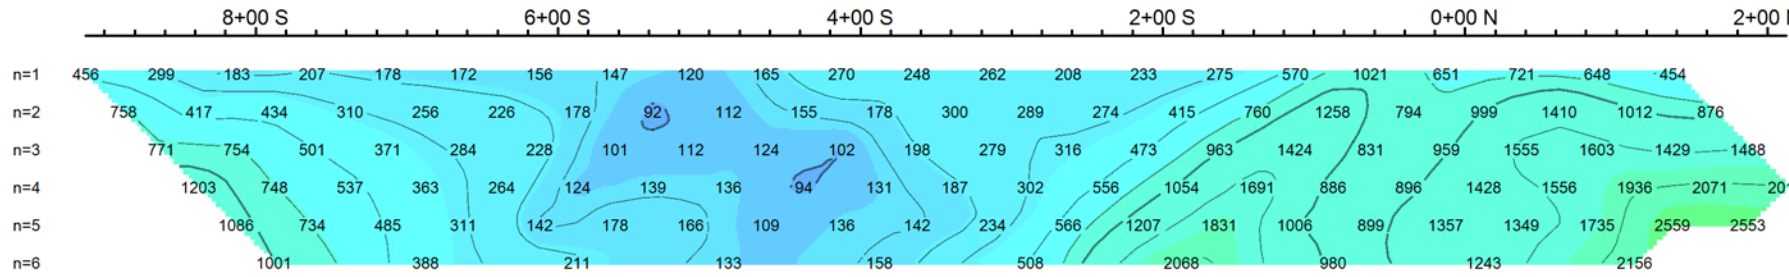 8+00 S 6+00 S 4+00 S 2+00 S 0+00 N 2+00
n=1 456 299 183 207 178 172 156 147 120 165 270 248 262 208 233 275 570 1021 651 721 648 454
n=2 758 417 434 310 256 226 178 92 112 155 178 300 289 274 415 760 1258 794 999 1410 1012 876
n=3 771 754 501 371 284 228 101 112 124 102 198 279 316 473 963 1424 831 959 1555 1603 1429 1488
n=4 1203 748 537 363 264 124 139 136 94 131 187 302 556 1054 1691 886 896 1428 1556 1936 2071
n=5 1086 734 485 311 142 178 166 109 136 142 234 566 1207 1831 1006 899 1357 1349 1735 2559 2553
n=6 1001 388 211 133 158 508 2068 980 1243 2156